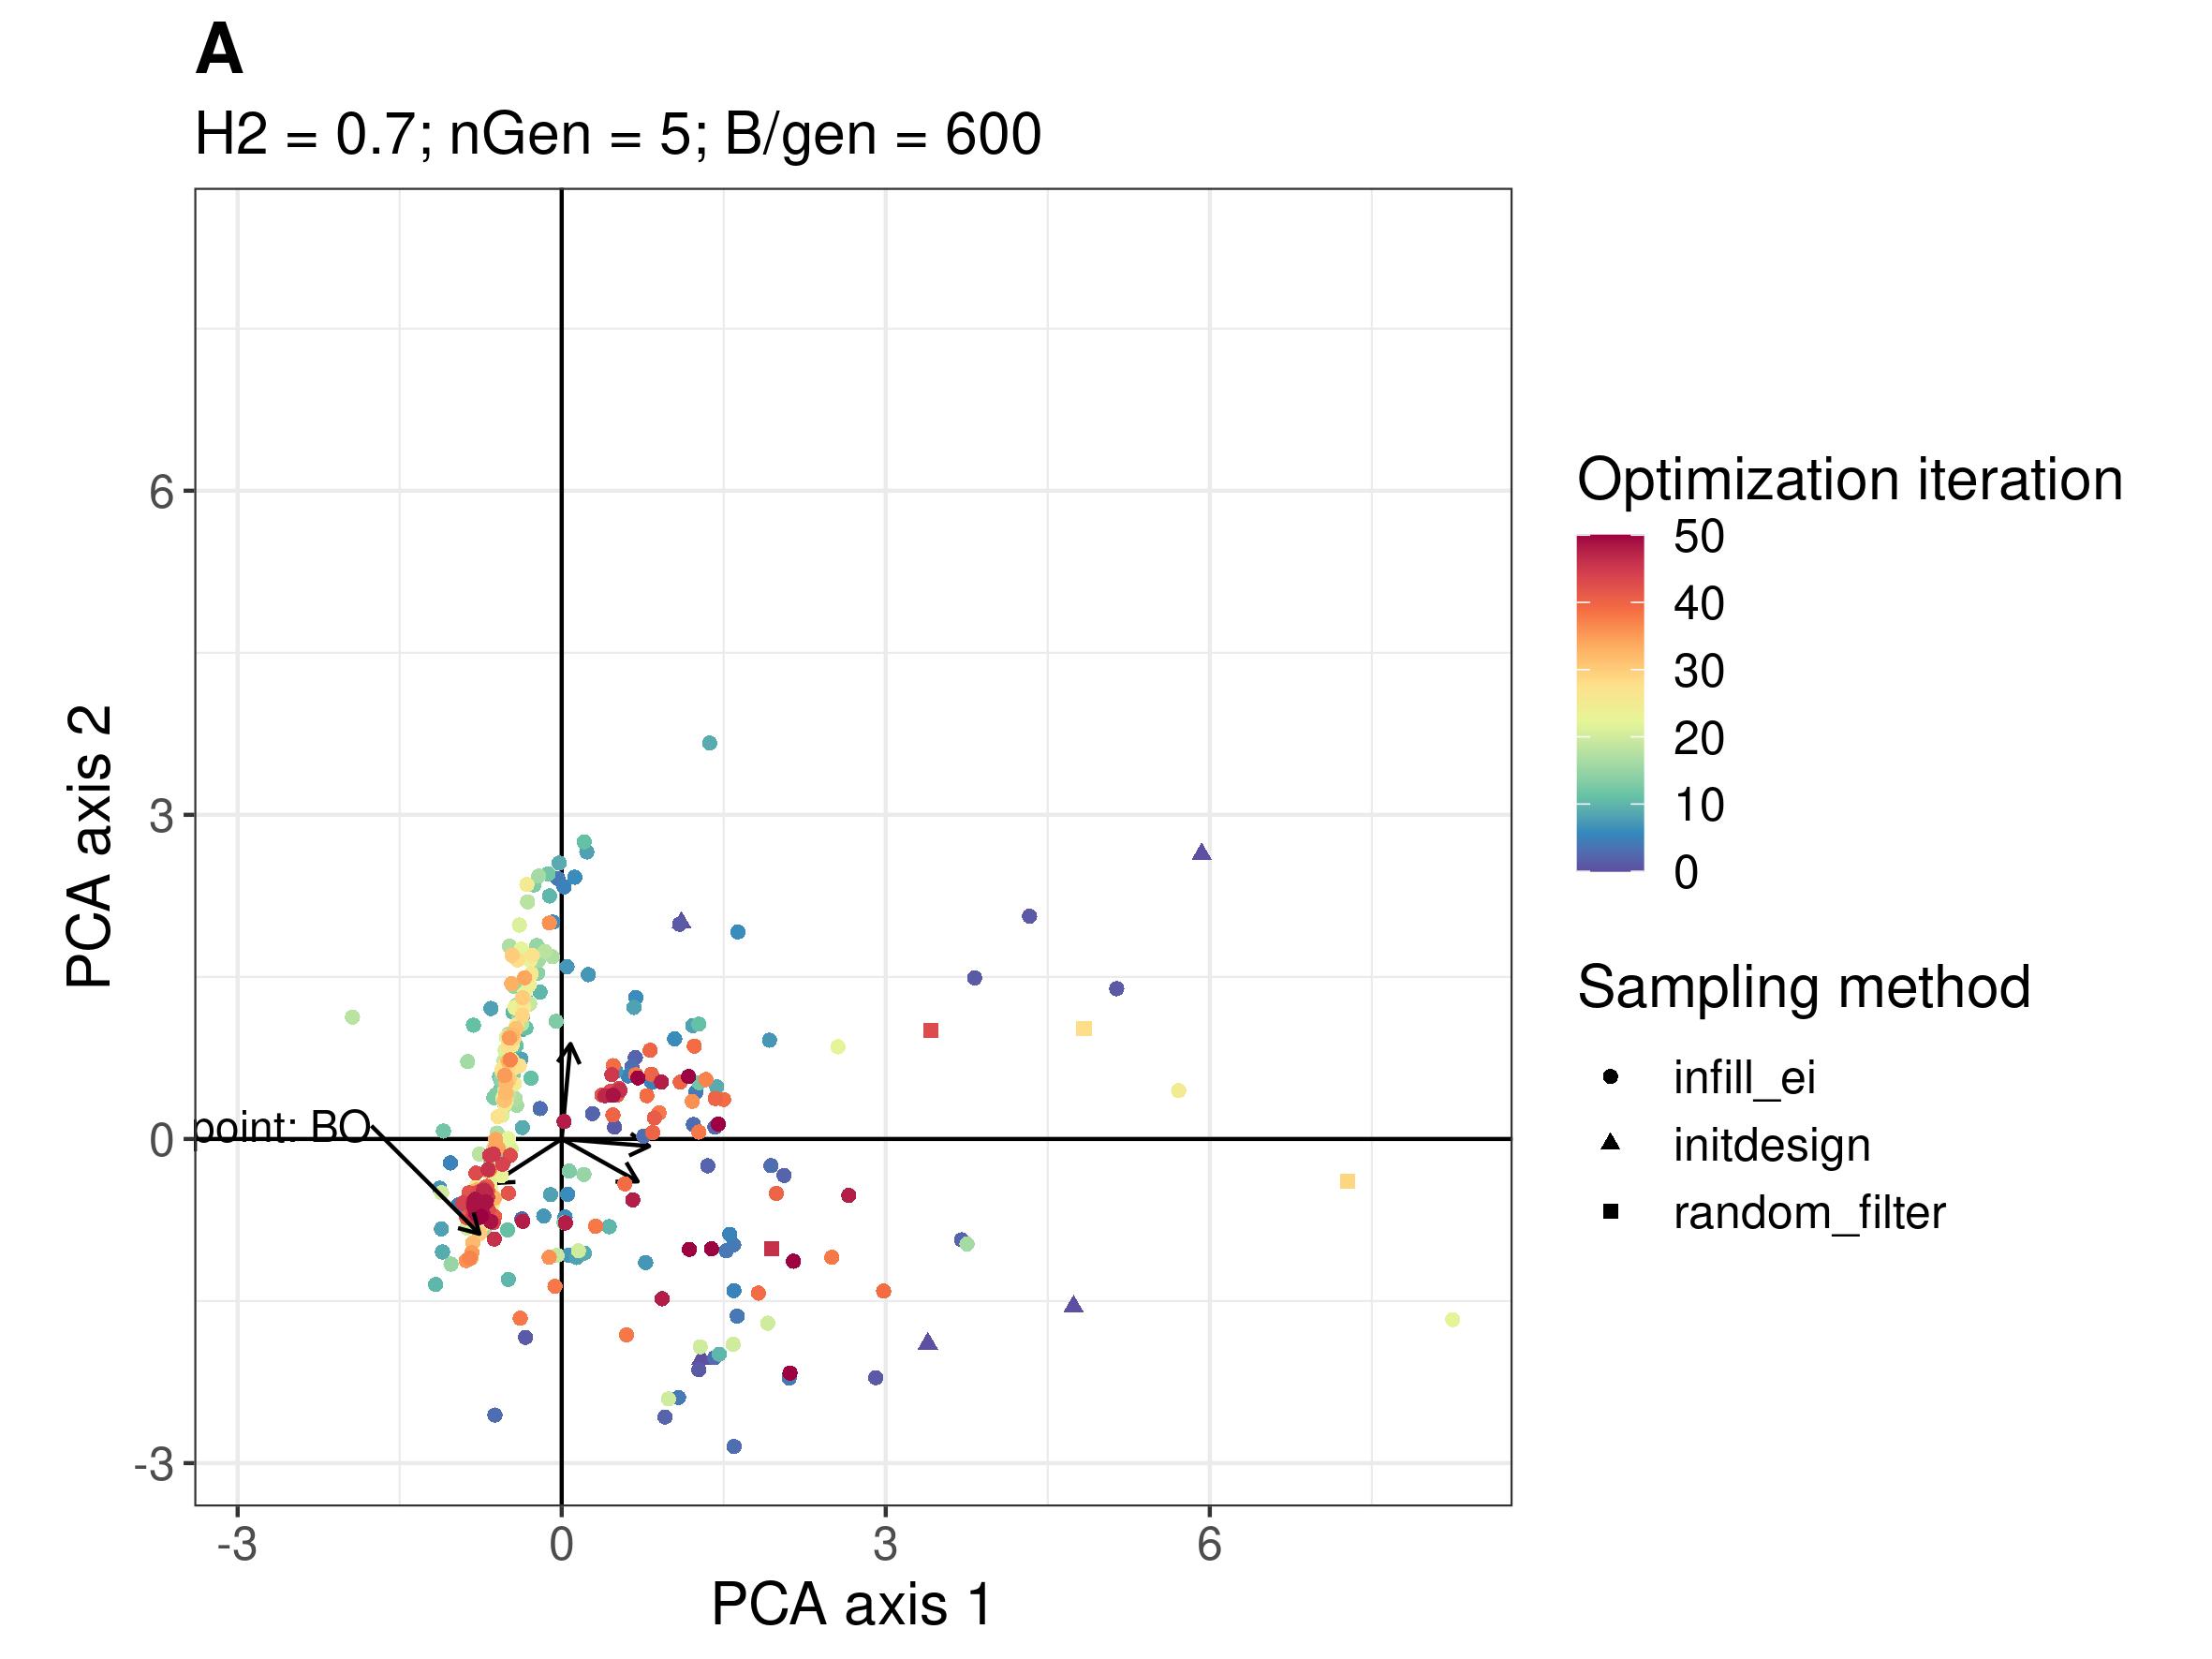 A
H2 = 0.7; nGen = 5; B/gen = 600
PCA axis 2
6
3
0
-3
point: BO
-3
0
3
6
PCA axis 1
Optimization iteration
50
40
30
20
10
0
Sampling method
infill_ei
initdesign
random_filter